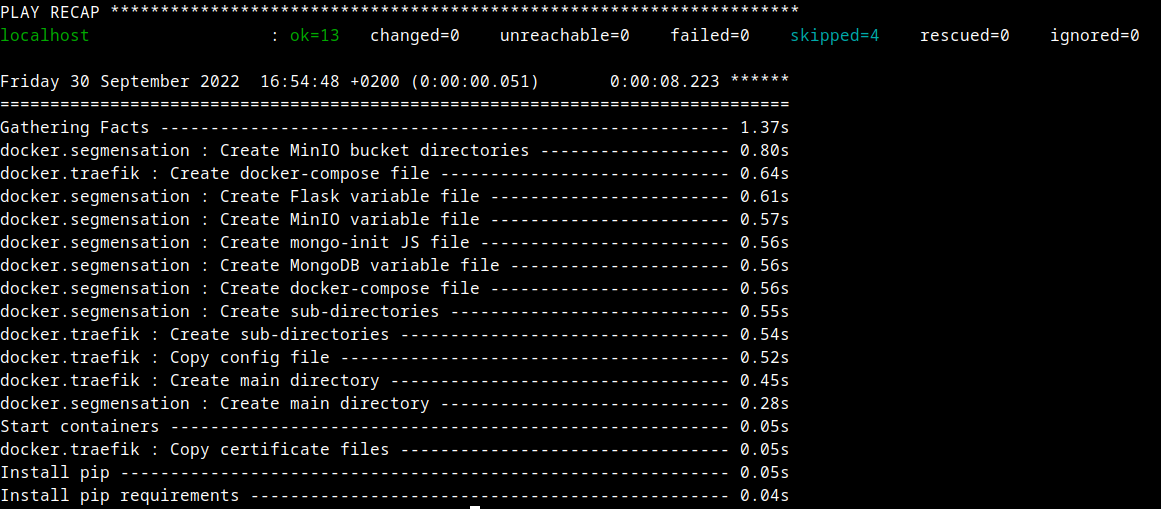 PLAY RECAP *********************************************************************
localhost                  : ok=13   changed=0    unreachable=0    failed=0    skipped=4    rescued=0    ignored=0
Friday 30 September 2022  16:54:48 +0200 (0:00:00.051)       0:00:08.223 ******
===============================================================================
Gathering Facts --------------------------------------------------------- 1.37s
docker.segmensation : Create MinIO bucket directories ------------------- 0.80s
docker.traefik : Create docker-compose file ----------------------------- 0.64s
docker.segmensation : Create Flask variable file ------------------------ 0.61s
docker.segmensation : Create MinIO variable file ------------------------ 0.57s
docker.segmensation : Create mongo-init JS file ------------------------- 0.56s
docker.segmensation : Create MongoDB variable file ---------------------- 0.56s
docker.segmensation : Create docker-compose file ------------------------ 0.56s
docker.segmensation : Create sub-directories ---------------------------- 0.55s
docker.traefik : Create sub-directories --------------------------------- 0.54s
docker.traefik : Copy config file --------------------------------------- 0.52s
docker.traefik : Create main directory ---------------------------------- 0.45s
docker.segmensation : Create main directory ----------------------------- 0.28s
Start containers -------------------------------------------------------- 0.05s
docker.traefik : Copy certificate files --------------------------------- 0.05s
Install pip ------------------------------------------------------------- 0.05s
Install pip requirements ------------------------------------------------ 0.04s